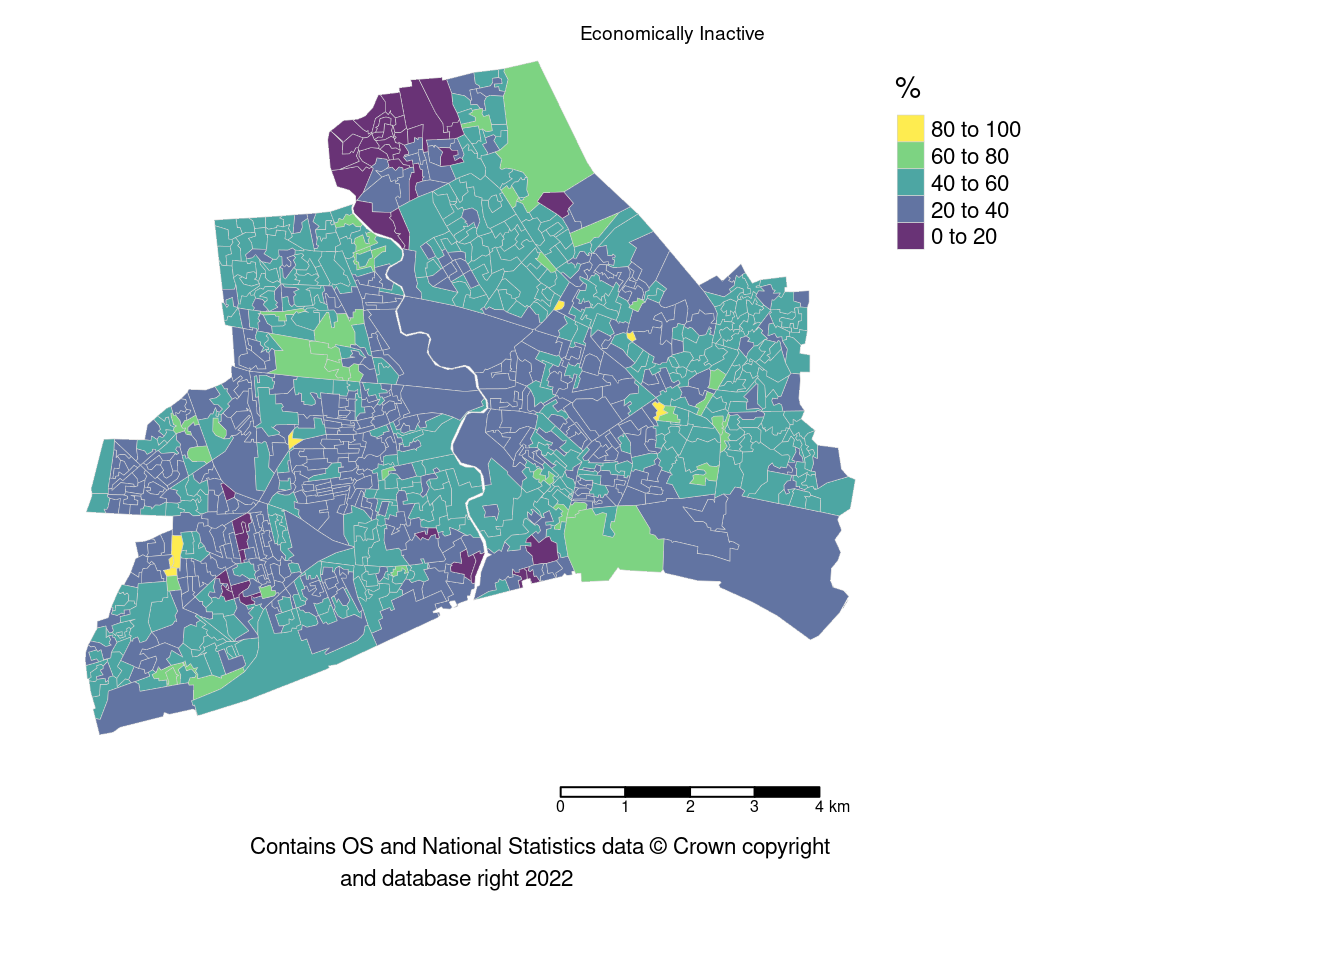 Economically Inactive
%
80 to 100
60 to 80
40 to 60
20 to 40
0 to 20
0 1 2 3 4 km
Contains OS and National Statistics data © Crown copyright
and database right 2022